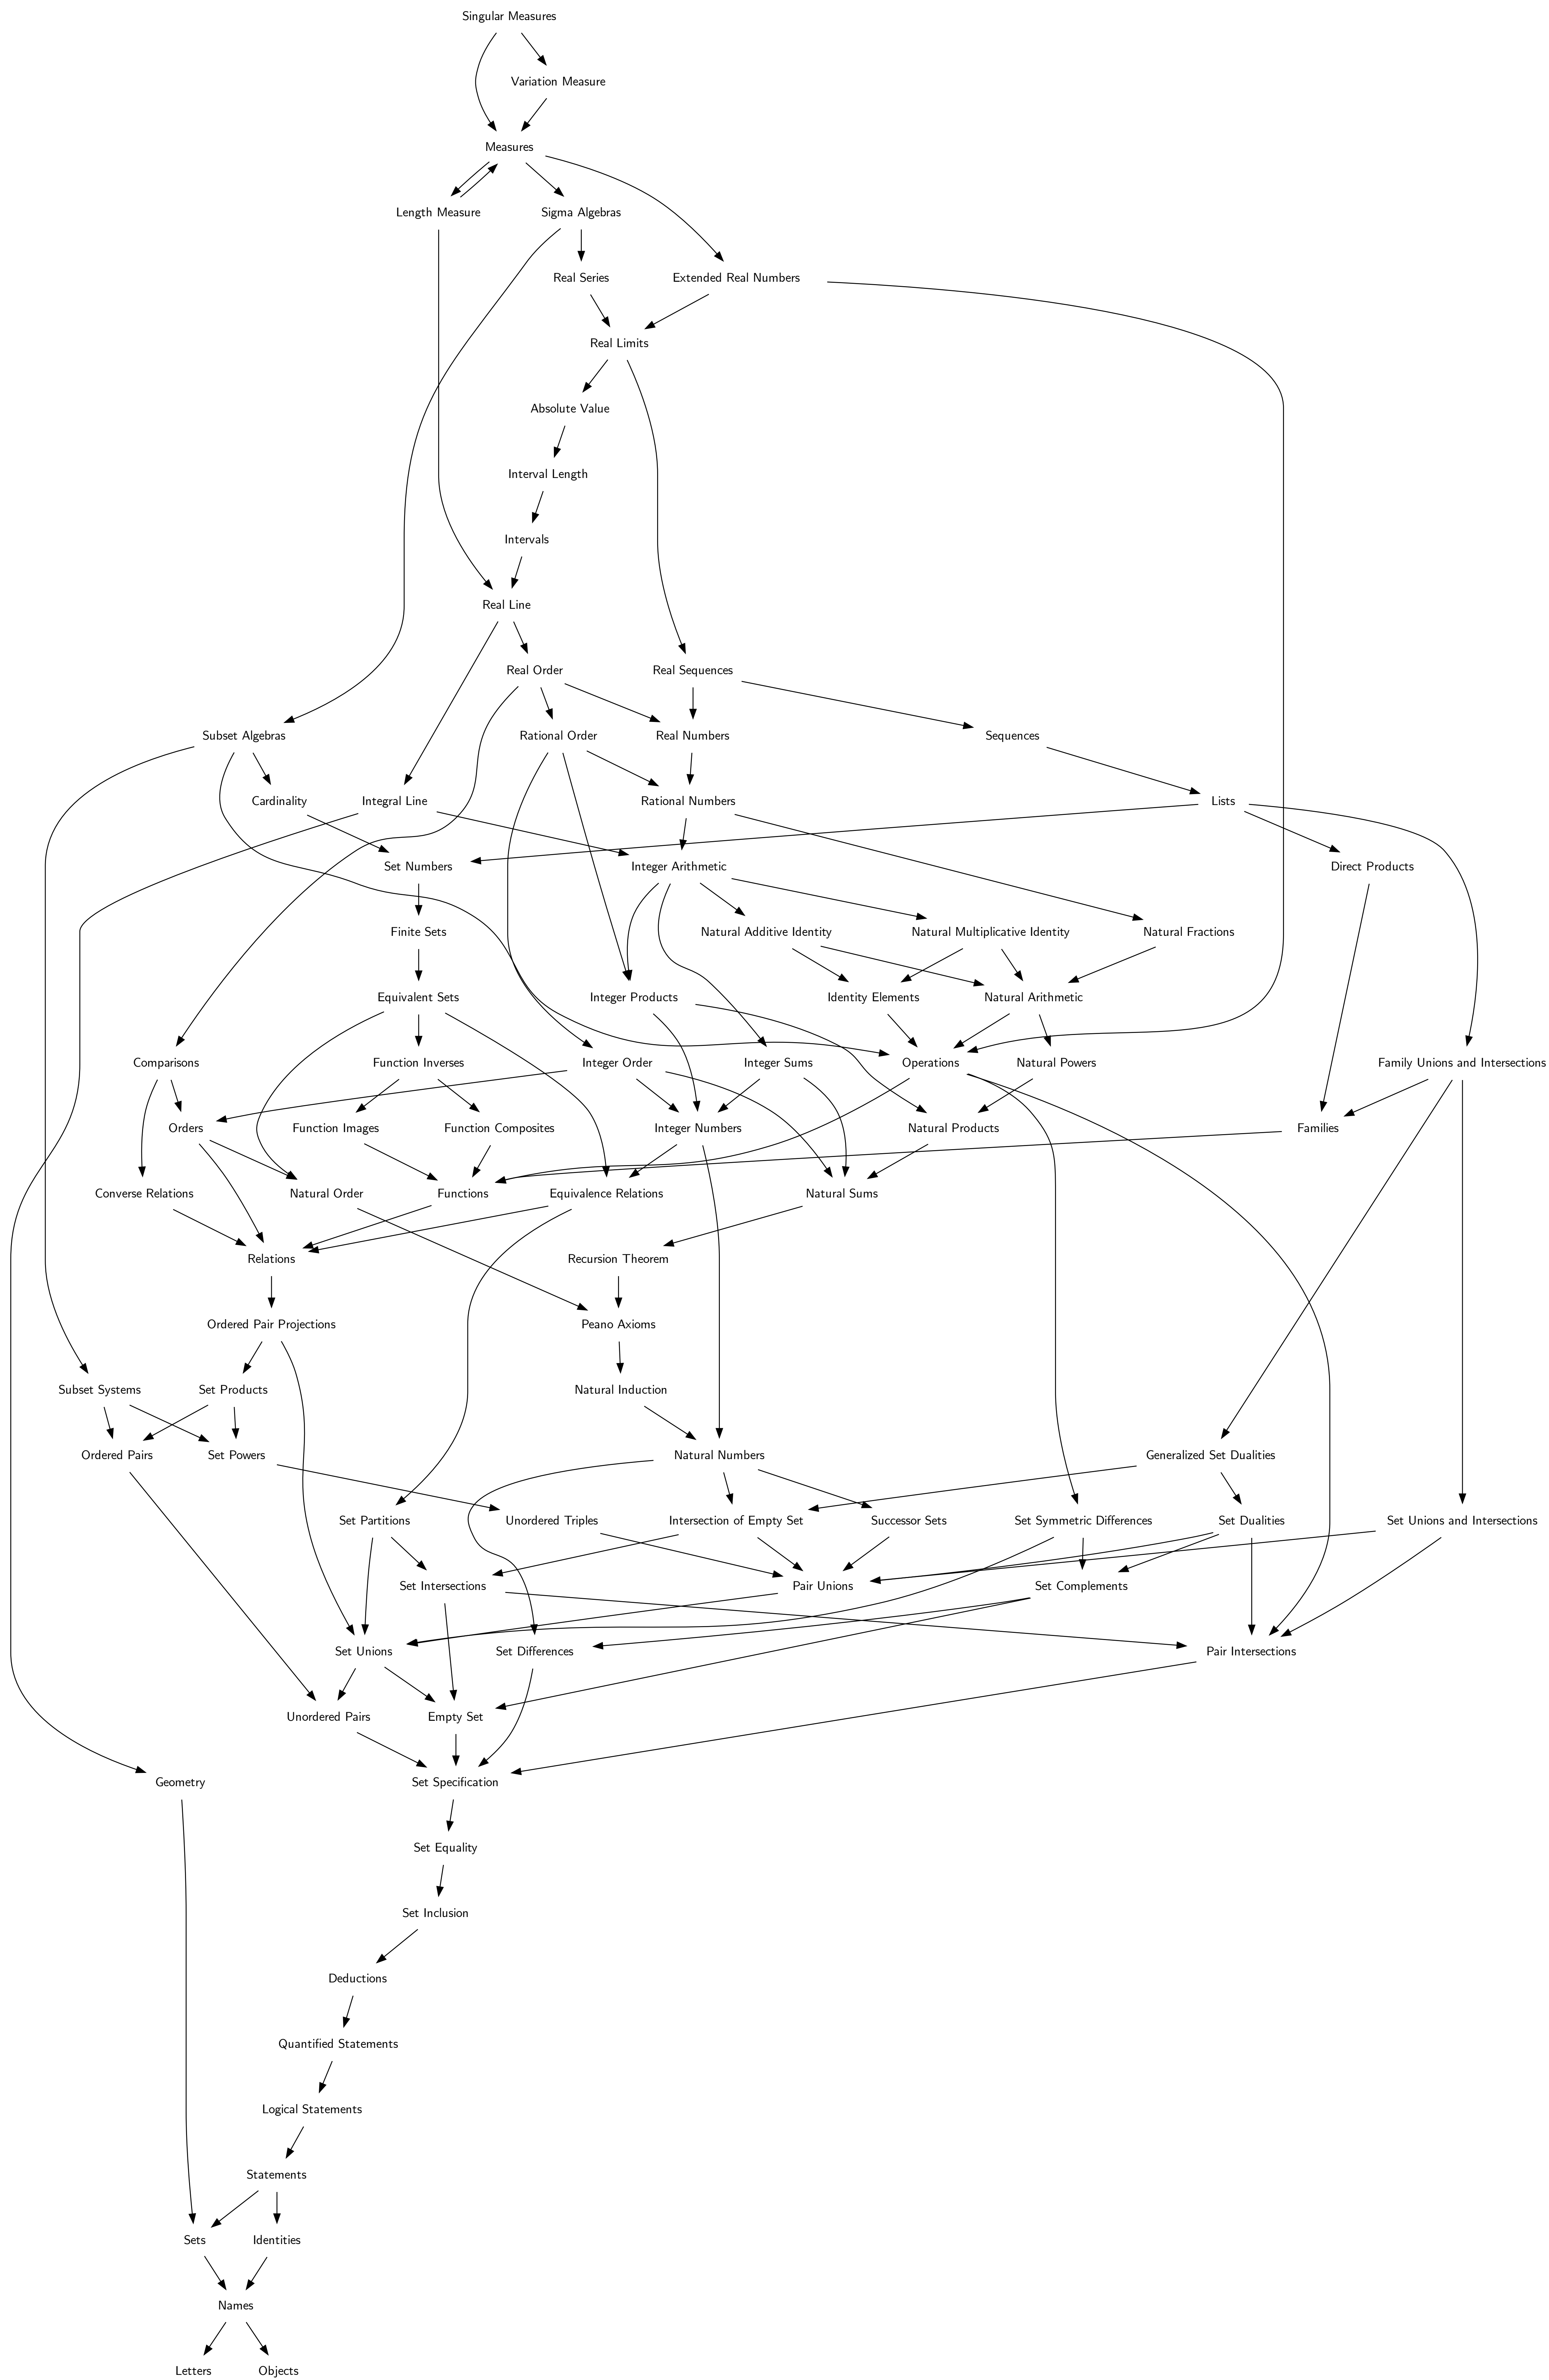 Singular Measures
Variation Measure
Measures
Length Measure
Sigma Algebras
Real Series
Extended Real Numbers
Real Limits
Absolute Value
Interval Length
Intervals
Real Line
Real Order
Real Sequences
Subset Algebras
Rational Order
Real Numbers
Sequences
Cardinality
Integral Line
Rational Numbers
Lists
Set Numbers
Integer Arithmetic
Direct Products
Finite Sets
Natural Additive Identity
Natural Multiplicative Identity
Natural Fractions
Equivalent Sets
Integer Products
Identity Elements
Natural Arithmetic
Comparisons
Function Inverses
Integer Order
Integer Sums
Operations
Natural Powers
Family Unions and Intersections
Orders
Function Images
Function Composites
Integer Numbers
Natural Products
Families
Converse Relations
Natural Order
Functions
Equivalence Relations
Natural Sums
Relations
Recursion Theorem
Ordered Pair Projections
Peano Axioms
Subset Systems
Set Products
Natural Induction
Ordered Pairs
Set Powers
Natural Numbers
Generalized Set Dualities
Set Partitions
Unordered Triples
Intersection of Empty Set
Successor Sets
Set Symmetric Differences
Set Dualities
Set Unions and Intersections
Set Intersections
Pair Unions
Set Complements
Set Unions
Set Differences
Pair Intersections
Unordered Pairs
Empty Set
Geometry
Set Specification
Set Equality
Set Inclusion
Deductions
Quantified Statements
Logical Statements
Statements
Sets
Identities
Names
Letters
Objects